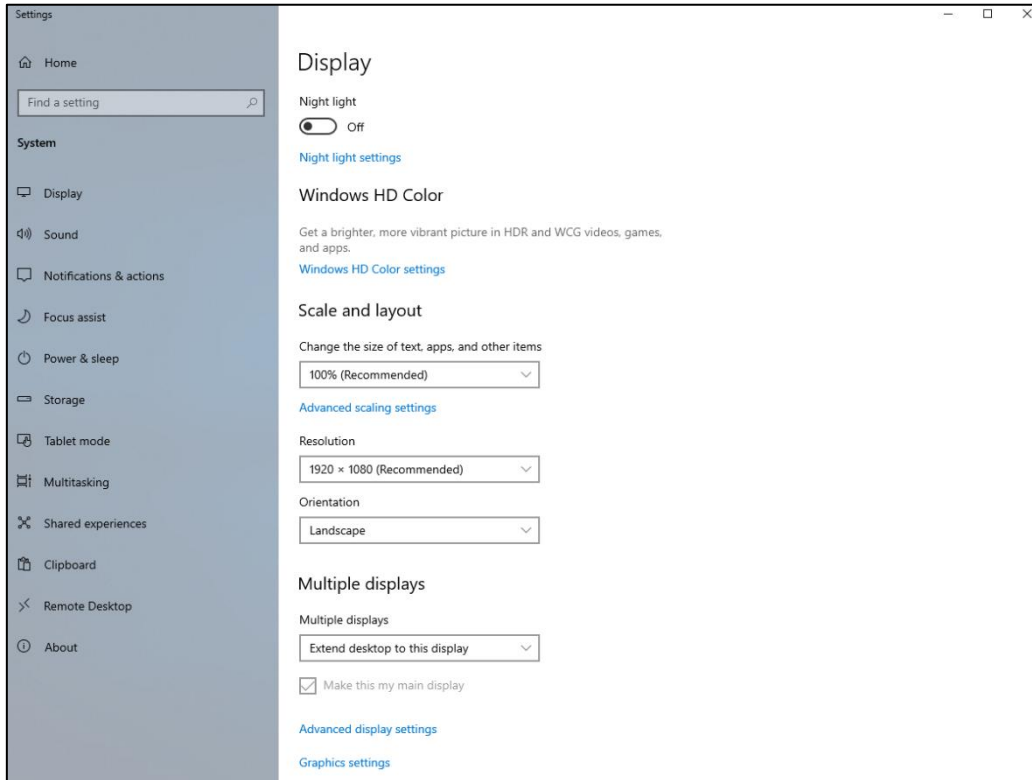 Settings
Home
Find a setting
System
Display
Sound
Notifications & actions
Focus assist
Power & sleep
Storage
Tablet mode
Multitasking
Shared experiences
Clipboard
Remote Desktop
About
Display
Night light
Off
Night light settings
Windows HD Color
Get a brighter, more vibrant picture in HDR and WCG videos, games,
and apps.
Windows HD Color settings
Scale and layout
Change the size of text, apps, and other items
100% (Recommended)
Advanced scaling settings
Resolution
1920 × 1080 (Recommended)
Orientation
Landscape
Multiple displays
Multiple displays
Extend desktop to this display
Make this my main display
Advanced display settings
Graphics settings